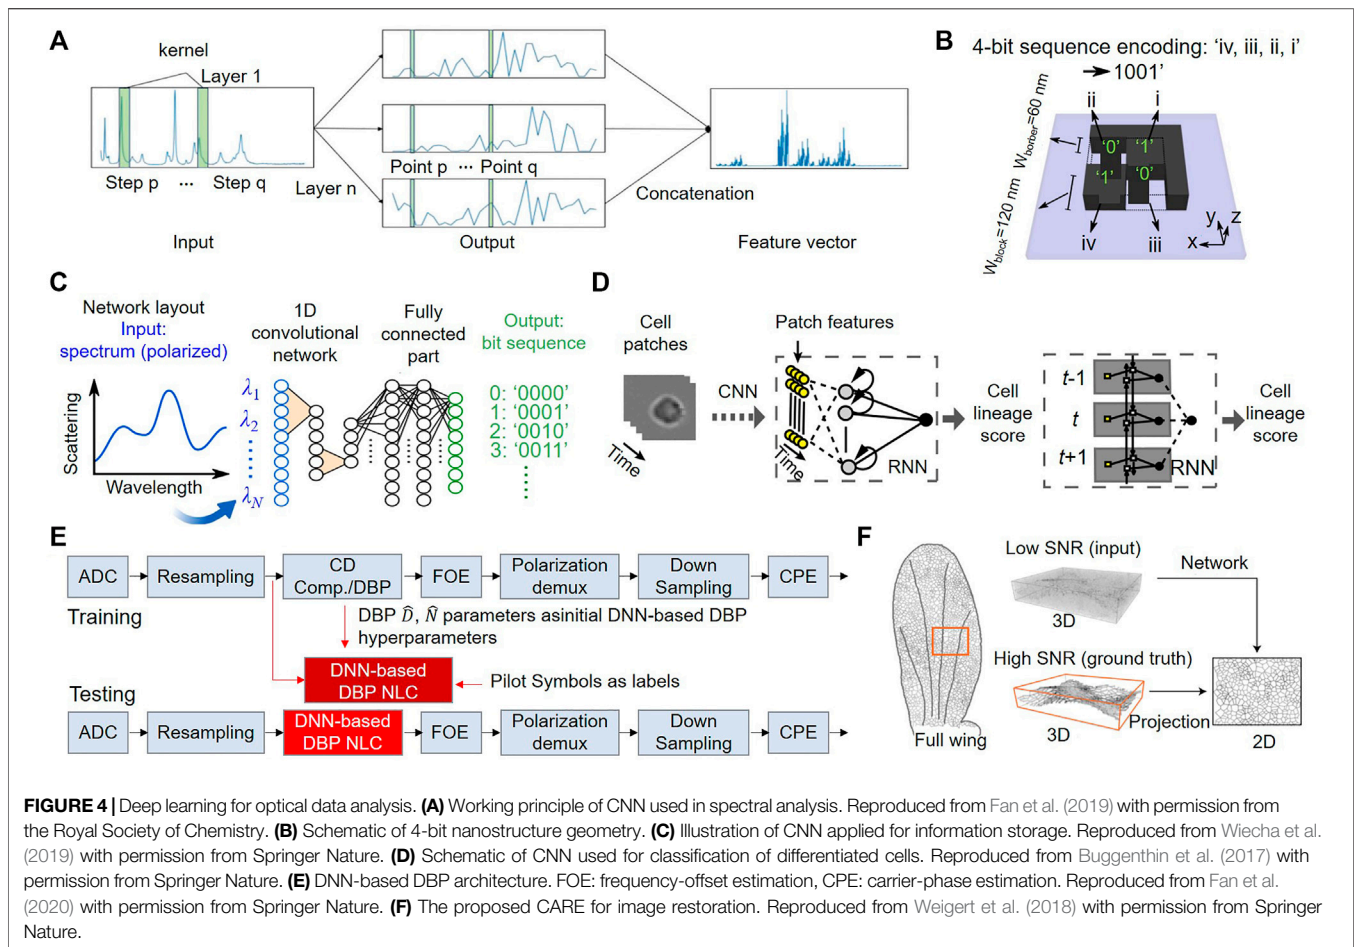 A
kernel
Layer 1
Step p ... Step q
Layer n
Input
Point p ... Point q
Output
Concatenation
Feature vector
B
4-bit sequence encoding: ‘iv, iii, ii, i’
1001’
ii
i
‘0’ ‘1’
‘1’ ‘0’
iv
iii
Wborber=60 nm
Wblock=120 nm
y
z
x
C
Network layout
Input:
spectrum (polarized)
Scattering
Wavelength
λ1
λ2
λN
1D
convolutional
network
Fully
connected
part
Output:
bit sequence
0: ‘0000’
1: ‘0001’
2: ‘0010’
3: ‘0011’
D
Cell
patches
Time
CNN
Patch features
Time
RNN
Cell
lineage
score
t-1
t
t+1
RNN
Cell
lineage
score
E
ADC
Resampling
CD
Comp./DBP
FOE
Polarization
demux
Down
Sampling
CPE
Training
DBP D̂, N̂ parameters asinitial DNN-based DBP
hyperparameters
DNN-based
DBP NLC
Pilot Symbols as labels
Testing
ADC
Resampling
DNN-based
DBP NLC
FOE
Polarization
demux
Down
Sampling
CPE
F
Full wing
Low SNR (input)
3D
Network
High SNR (ground truth)
3D
Projection
2D
FIGURE 4 | Deep learning for optical data analysis. (A) Working principle of CNN used in spectral analysis. Reproduced from Fan et al. (2019) with permission from
the Royal Society of Chemistry. (B) Schematic of 4-bit nanostructure geometry. (C) Illustration of CNN applied for information storage. Reproduced from Wiecha et al.
(2019) with permission from Springer Nature. (D) Schematic of CNN used for classification of differentiated cells. Reproduced from Buggenthin et al. (2017) with
permission from Springer Nature. (E) DNN-based DBP architecture. FOE: frequency-offset estimation, CPE: carrier-phase estimation. Reproduced from Fan et al.
(2020) with permission from Springer Nature. (F) The proposed CARE for image restoration. Reproduced from Weigert et al. (2018) with permission from Springer
Nature.